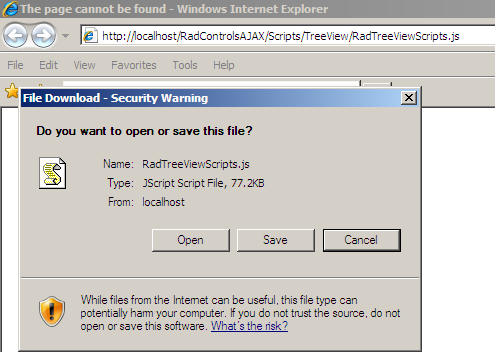 The page cannot be found - Windows Internet Explorer
http://localhost/RadControlsAJAX/Scripts/TreeView/RadTreeViewScripts.js
File Edit View Favorites Tools Help
File Download - Security Warning
Do you want to open or save this file?
Name: RadTreeViewScripts.js
Type: JScript Script File, 77.2KB
From: localhost
Open Save Cancel
While files from the Internet can be useful, this file type can
potentially harm your computer. If you do not trust the source, do not
open or save this software. What's the risk?